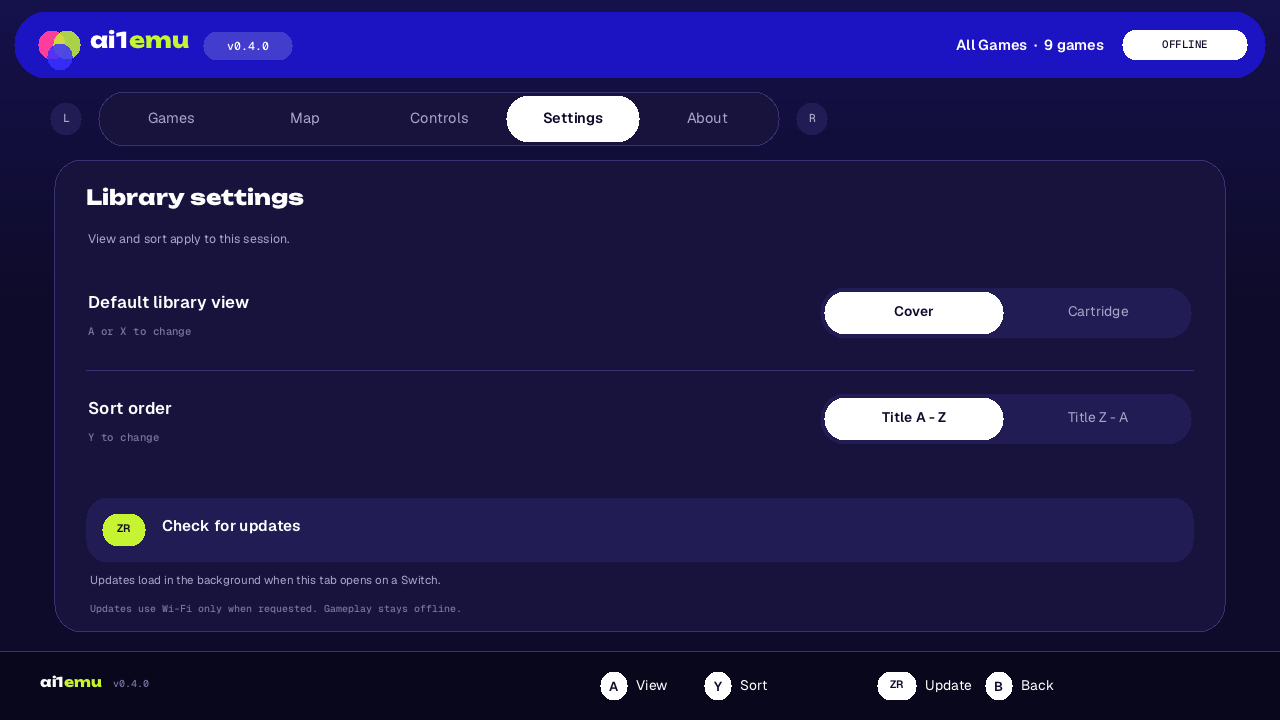 ai1emu v0.4.0 All Games · 9 games OFFLINE
L Games Map Controls Settings About R
Library settings
View and sort apply to this session.
Default library view
A or X to change
Cover Cartridge
Sort order
Y to change
Title A - Z Title Z - A
ZR Check for updates
Updates load in the background when this tab opens on a Switch.
Updates use Wi-Fi only when requested. Gameplay stays offline.
ai1emu v0.4.0 A View Y Sort ZR Update B Back